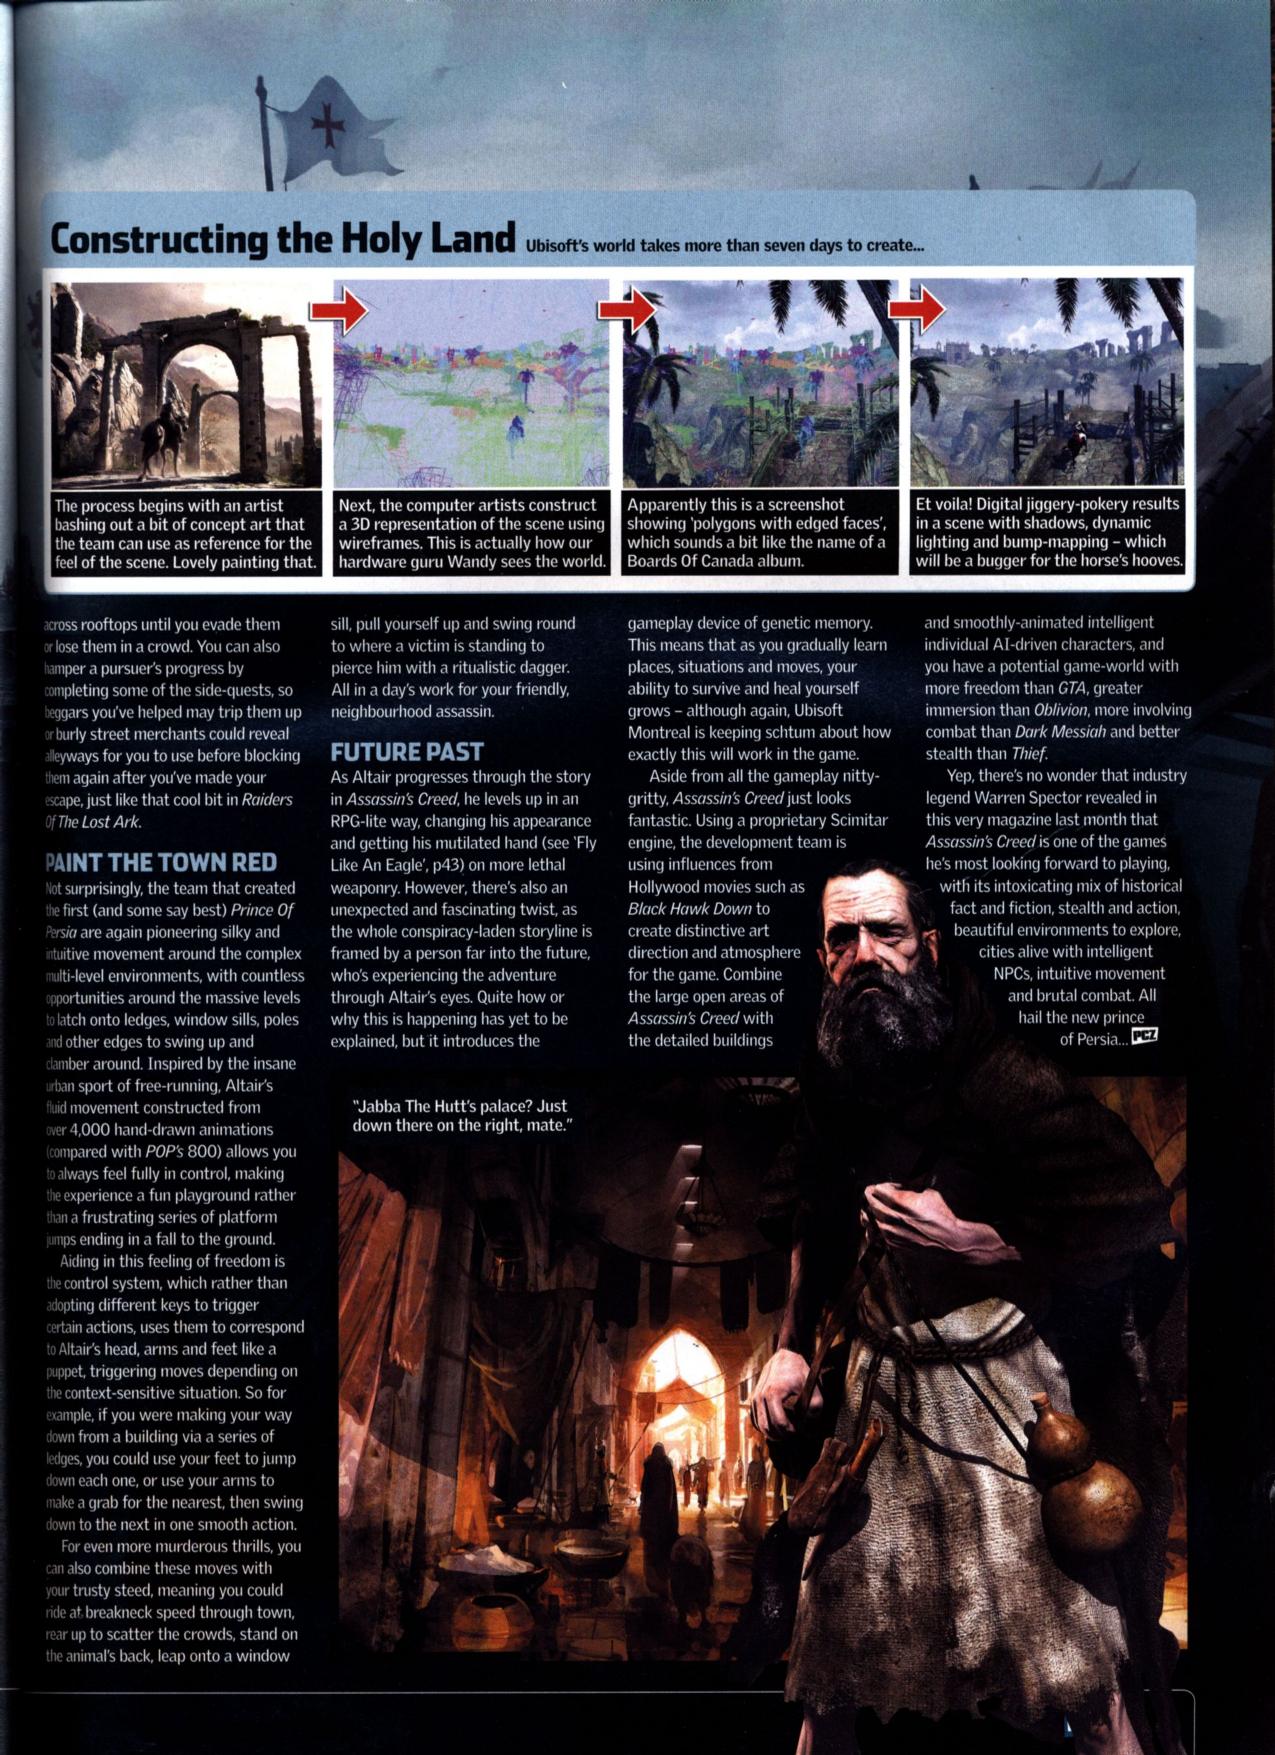 Constructing the Holy Land Ubisoft's world takes more than seven days to create...
The process begins with an artist
bashing out a bit of concept art that
the team can use as reference for the
feel of the scene. Lovely painting that.
Next, the computer artists construct
a 3D representation of the scene using
wireframes. This is actually how our
hardware guru Wandy sees the world.
Apparently this is a screenshot
showing 'polygons with edged faces',
which sounds a bit like the name of a
Boards Of Canada album.
Et voila! Digital jiggery-pokery results
in a scene with shadows, dynamic
lighting and bump-mapping – which
will be a bugger for the horse's hooves.
across rooftops until you evade them
or lose them in a crowd. You can also
hamper a pursuer's progress by
completing some of the side-quests, so
beggars you've helped may trip them up
or burly street merchants could reveal
alleyways for you to use before blocking
them again after you've made your
escape, just like that cool bit in Raiders
Of The Lost Ark.
PAINT THE TOWN RED
Not surprisingly, the team that created
the first (and some say best) Prince Of
Persia are again pioneering silky and
intuitive movement around the complex
multi-level environments, with countless
opportunities around the massive levels
to latch onto ledges, window sills, poles
and other edges to swing up and
clamber around. Inspired by the insane
urban sport of free-running, Altair's
fluid movement constructed from
over 4,000 hand-drawn animations
(compared with POP's 800) allows you
to always feel fully in control, making
the experience a fun playground rather
than a frustrating series of platform
jumps ending in a fall to the ground.
Aiding in this feeling of freedom is
the control system, which rather than
adopting different keys to trigger
certain actions, uses them to correspond
to Altair's head, arms and feet like a
puppet, triggering moves depending on
the context-sensitive situation. So for
example, if you were making your way
down from a building via a series of
ledges, you could use your feet to jump
down each one, or use your arms to
make a grab for the nearest, then swing
down to the next in one smooth action.
For even more murderous thrills, you
can also combine these moves with
your trusty steed, meaning you could
ride at breakneck speed through town,
rear up to scatter the crowds, stand on
the animal's back, leap onto a window
sill, pull yourself up and swing round
to where a victim is standing to
pierce him with a ritualistic dagger.
All in a day's work for your friendly,
neighbourhood assassin.
FUTURE PAST
As Altair progresses through the story
in Assassin's Creed, he levels up in an
RPG-lite way, changing his appearance
and getting his mutilated hand (see 'Fly
Like An Eagle', p43) on more lethal
weaponry. However, there's also an
unexpected and fascinating twist, as
the whole conspiracy-laden storyline is
framed by a person far into the future,
who's experiencing the adventure
through Altair's eyes. Quite how or
why this is happening has yet to be
explained, but it introduces the
gameplay device of genetic memory.
This means that as you gradually learn
places, situations and moves, your
ability to survive and heal yourself
grows – although again, Ubisoft
Montreal is keeping schtum about how
exactly this will work in the game.
Aside from all the gameplay nitty-
gritty, Assassin's Creed just looks
fantastic. Using a proprietary Scimitar
engine, the development team is
using influences from
Hollywood movies such as
Black Hawk Down to
create distinctive art
direction and atmosphere
for the game. Combine
the large open areas of
Assassin's Creed with
the detailed buildings
and smoothly-animated intelligent
individual AI-driven characters, and
you have a potential game-world with
more freedom than GTA, greater
immersion than Oblivion, more involving
combat than Dark Messiah and better
stealth than Thief.
Yep, there's no wonder that industry
legend Warren Spector revealed in
this very magazine last month that
Assassin's Creed is one of the games
he's most looking forward to playing,
with its intoxicating mix of historical
fact and fiction, stealth and action,
beautiful environments to explore,
cities alive with intelligent
NPCs, intuitive movement
and brutal combat. All
hail the new prince
of Persia... PCZ
"Jabba The Hutt's palace? Just
down there on the right, mate."